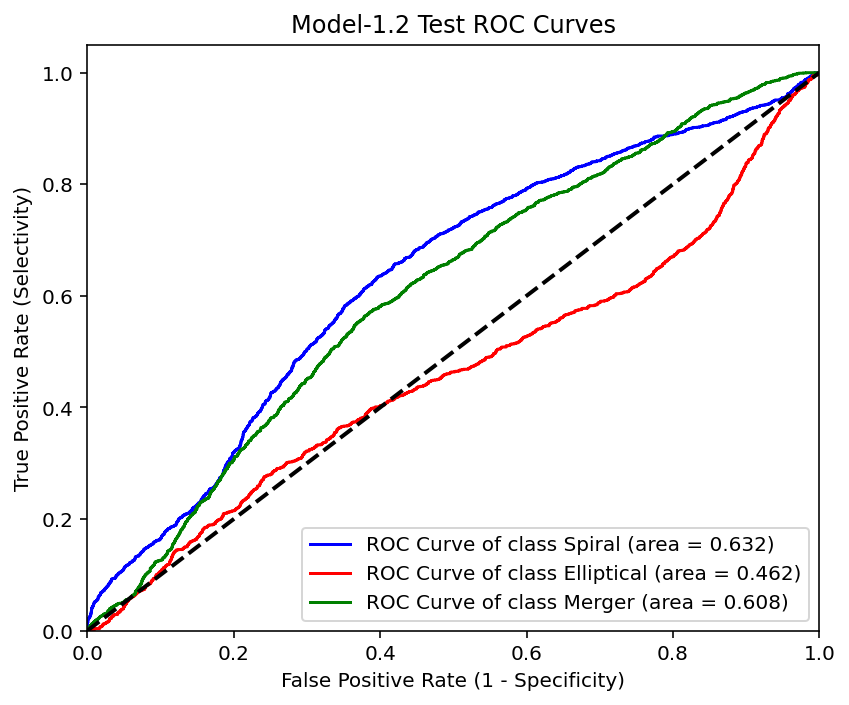 Model-1.2 Test ROC Curves
1.0
0.8
0.6
0.4
0.2
0.0
True Positive Rate (Selectivity)
ROC Curve of class Spiral (area = 0.632)
ROC Curve of class Elliptical (area = 0.462)
ROC Curve of class Merger (area = 0.608)
0.0 0.2 0.4 0.6 0.8 1.0
False Positive Rate (1 - Specificity)